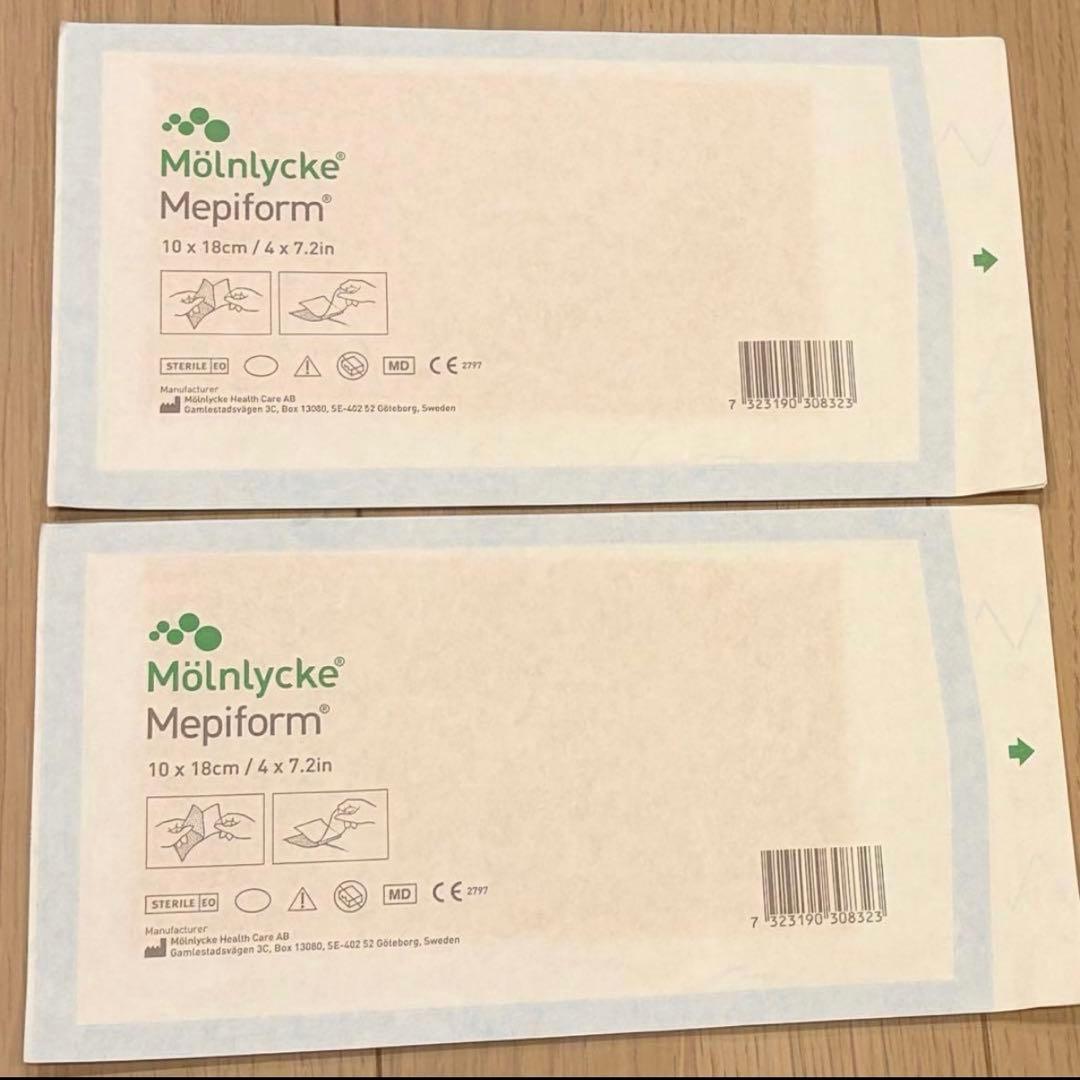 Mölnlycke®
Mepiform®
10 x 18cm / 4 x 7.2in
STERILE EO
MD CE 2797
Manufacturer
Mölnlycke Health Care AB
Gamlestadsvägen 3C, Box 13080, SE-402 52 Göteborg, Sweden
7 323190 308323
Mölnlycke®
Mepiform®
10 x 18cm / 4 x 7.2in
STERILE EO
MD CE 2797
Manufacturer
Mölnlycke Health Care AB
Gamlestadsvägen 3C, Box 13080, SE-402 52 Göteborg, Sweden
7 323190 308323